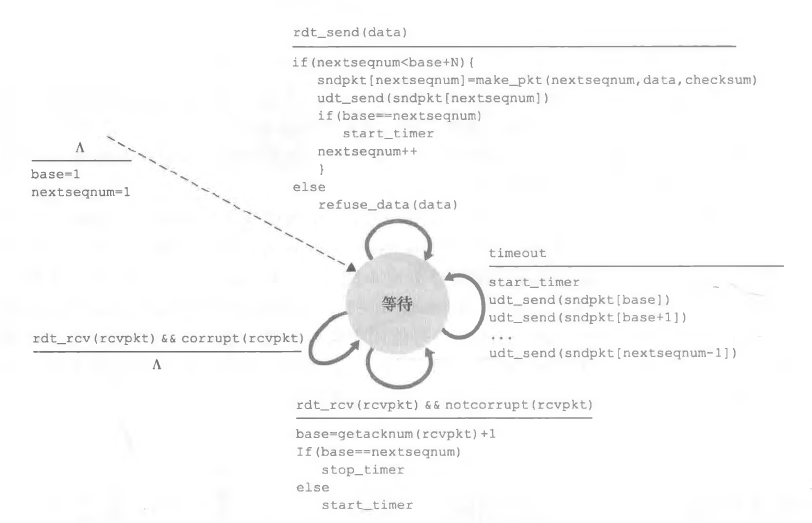 rdt_send(data)
if(nextseqnum<base+N){
sndpkt[nextseqnum]=make_pkt(nextseqnum,data,checksum)
udt_send(sndpkt[nextseqnum])
if(base==nextseqnum)
start_timer
nextseqnum++
}
else
refuse_data(data)
Λ
base=1
nextseqnum=1
等待
timeout
start_timer
udt_send(sndpkt[base])
udt_send(sndpkt[base+1])
...
udt_send(sndpkt[nextseqnum-1])
rdt_rcv(rcvpkt) && corrupt(rcvpkt)
Λ
rdt_rcv(rcvpkt) && notcorrupt(rcvpkt)
base=getacknum(rcvpkt)+1
If(base==nextseqnum)
stop_timer
else
start_timer